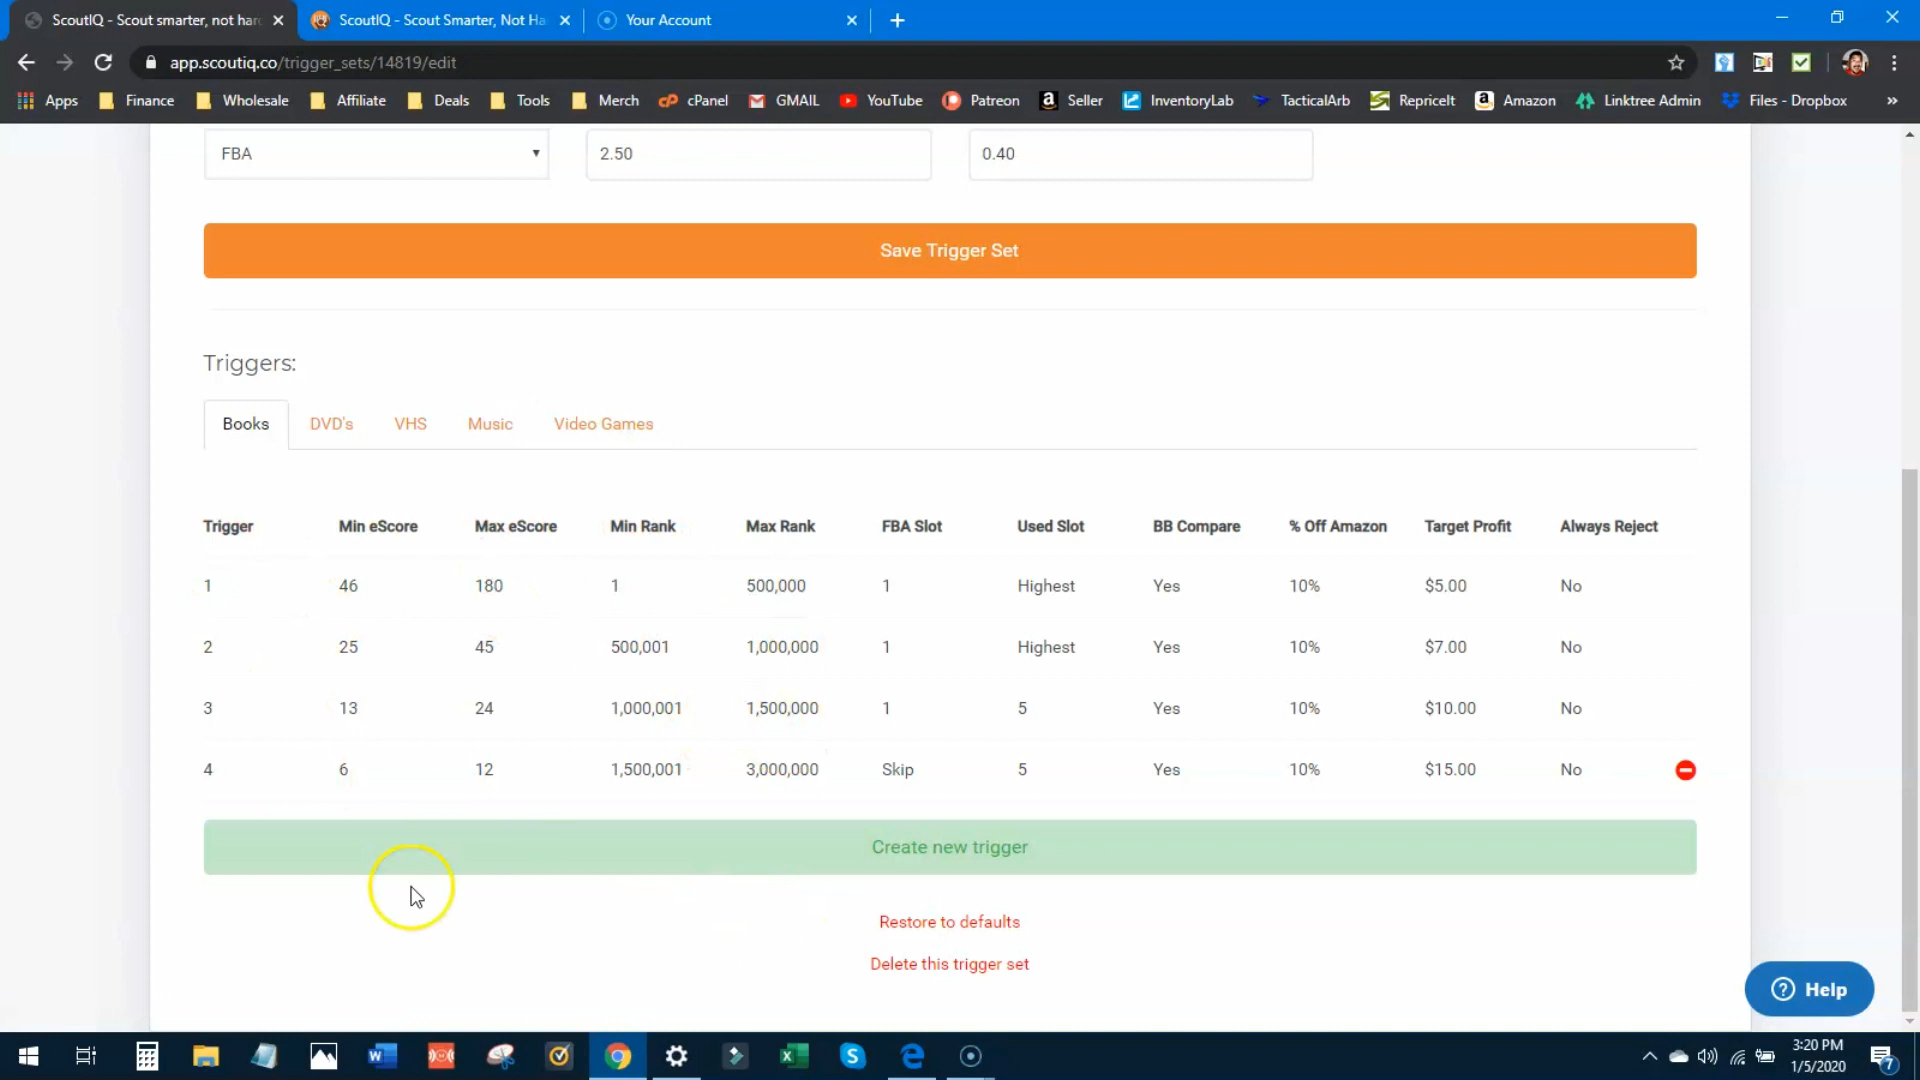 ScoutIQ - Scout smarter, not har
ScoutIQ - Scout Smarter, Not Ha
Your Account
app.scoutiq.co/trigger_sets/14819/edit
Apps Finance Wholesale Affiliate Deals Tools Merch cPanel GMAIL YouTube Patreon Seller InventoryLab TacticalArb RepriceIt Amazon Linktree Admin Files - Dropbox »
FBA 2.50 0.40
Save Trigger Set
Triggers:
Books DVD's VHS Music Video Games
Trigger Min eScore Max eScore Min Rank Max Rank FBA Slot Used Slot BB Compare % Off Amazon Target Profit Always Reject
1 46 180 1 500,000 1 Highest Yes 10% $5.00 No
2 25 45 500,001 1,000,000 1 Highest Yes 10% $7.00 No
3 13 24 1,000,001 1,500,000 1 5 Yes 10% $10.00 No
4 6 12 1,500,001 3,000,000 Skip 5 Yes 10% $15.00 No
Create new trigger
Restore to defaults
Delete this trigger set
? Help
3:20 PM
1/5/2020
7